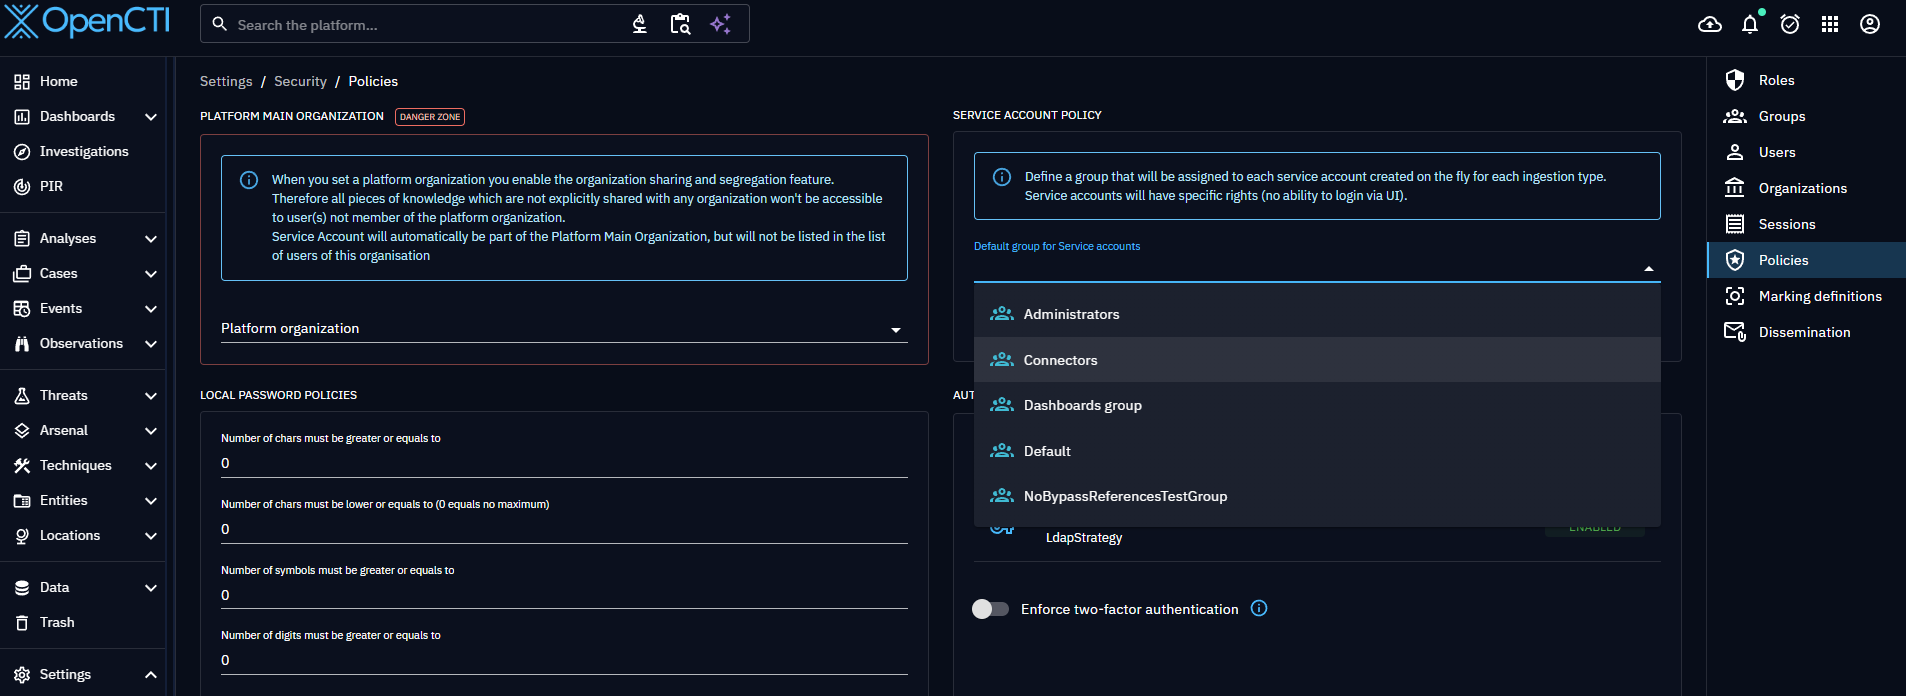 OpenCTI
Search the platform...
Home
Dashboards
Investigations
PIR
Analyses
Cases
Events
Observations
Threats
Arsenal
Techniques
Entities
Locations
Data
Trash
Settings
Settings / Security / Policies
PLATFORM MAIN ORGANIZATION DANGER ZONE
When you set a platform organization you enable the organization sharing and segregation feature.
Therefore all pieces of knowledge which are not explicitly shared with any organization won't be accessible
to user(s) not member of the platform organization.
Service Account will automatically be part of the Platform Main Organization, but will not be listed in the list
of users of this organisation
Platform organization
LOCAL PASSWORD POLICIES
Number of chars must be greater or equals to
0
Number of chars must be lower or equals to (0 equals no maximum)
0
Number of symbols must be greater or equals to
0
Number of digits must be greater or equals to
0
SERVICE ACCOUNT POLICY
Define a group that will be assigned to each service account created on the fly for each ingestion type.
Service accounts will have specific rights (no ability to login via UI).
Default group for Service accounts
Administrators
Connectors
Dashboards group
Default
NoBypassReferencesTestGroup
AUT
LdapStrategy
ENABLED
Enforce two-factor authentication
Roles
Groups
Users
Organizations
Sessions
Policies
Marking definitions
Dissemination